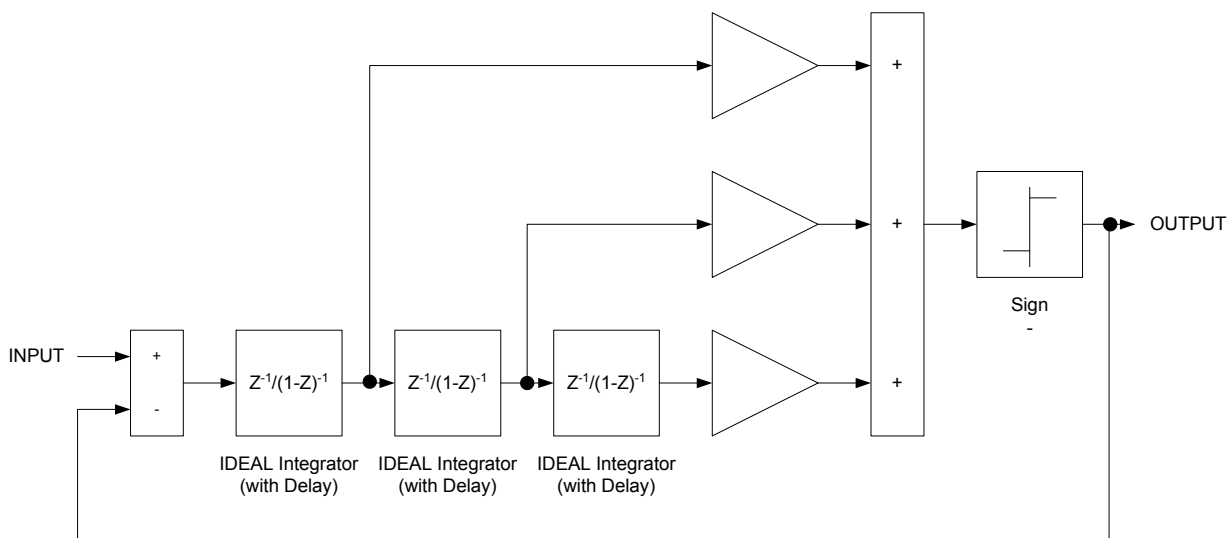 +
+
+
OUTPUT
Sign
-
INPUT
+
-
Z-1/(1-Z)-1
Z-1/(1-Z)-1
Z-1/(1-Z)-1
IDEAL Integrator
(with Delay)
IDEAL Integrator
(with Delay)
IDEAL Integrator
(with Delay)